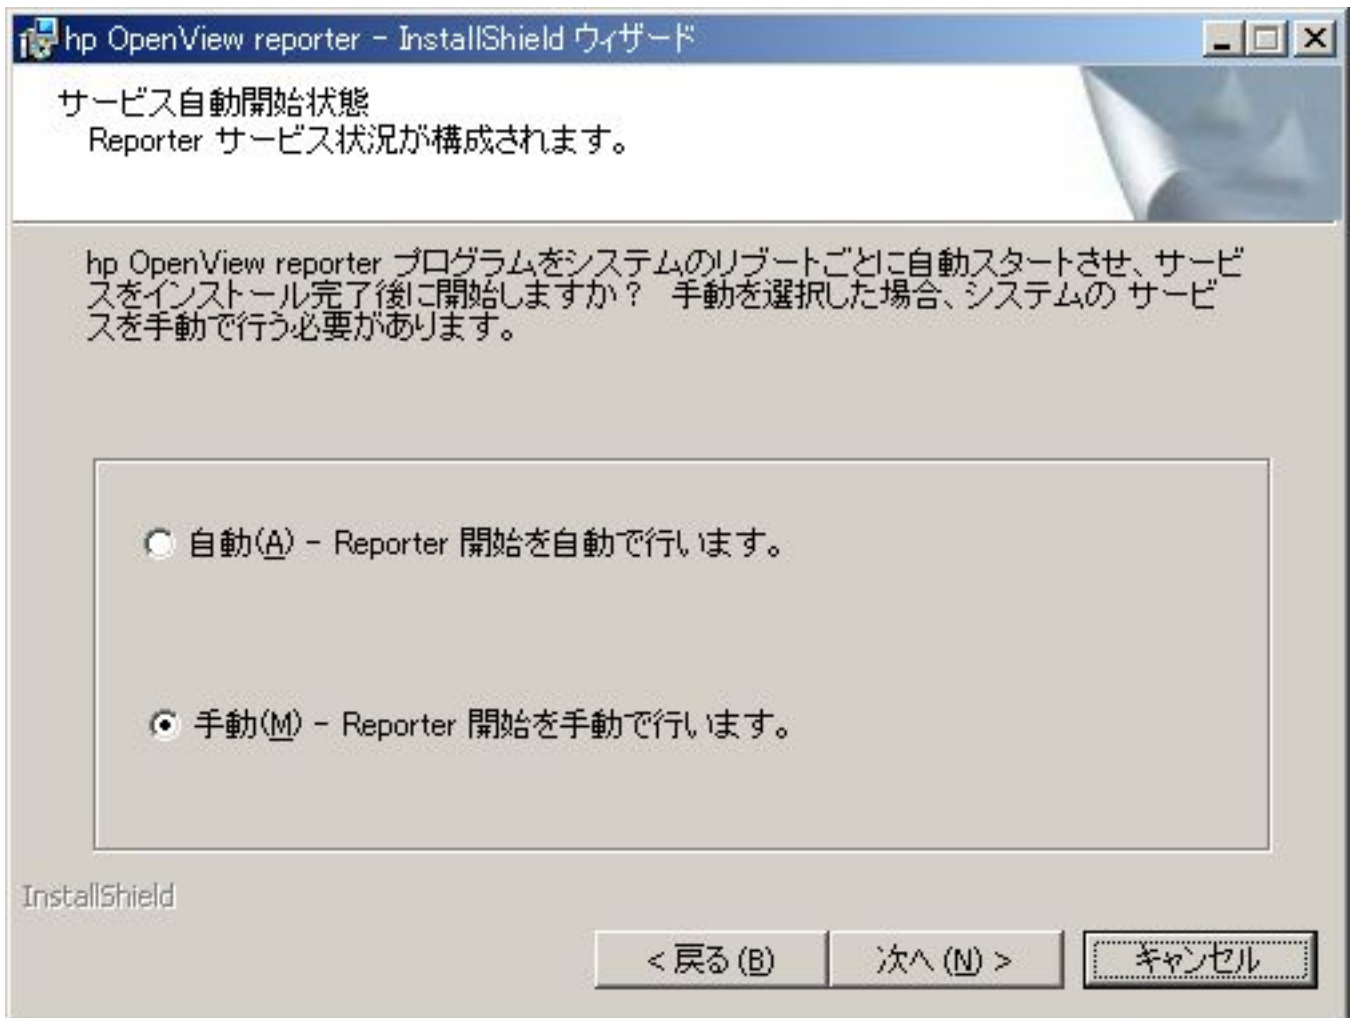 hp OpenView reporter - InstallShield ウィザード
サービス自動開始状態
Reporter サービス状況が構成されます。
hp OpenView reporter プログラムをシステムのリブートごとに自動スタートさせ、サービ
スをインストール完了後に開始しますか？ 手動を選択した場合、システムの サービ
スを手動で行う必要があります。
自動(A) - Reporter 開始を自動で行います。
手動(M) - Reporter 開始を手動で行います。
InstallShield
< 戻る(B) 次へ(N) > キャンセル